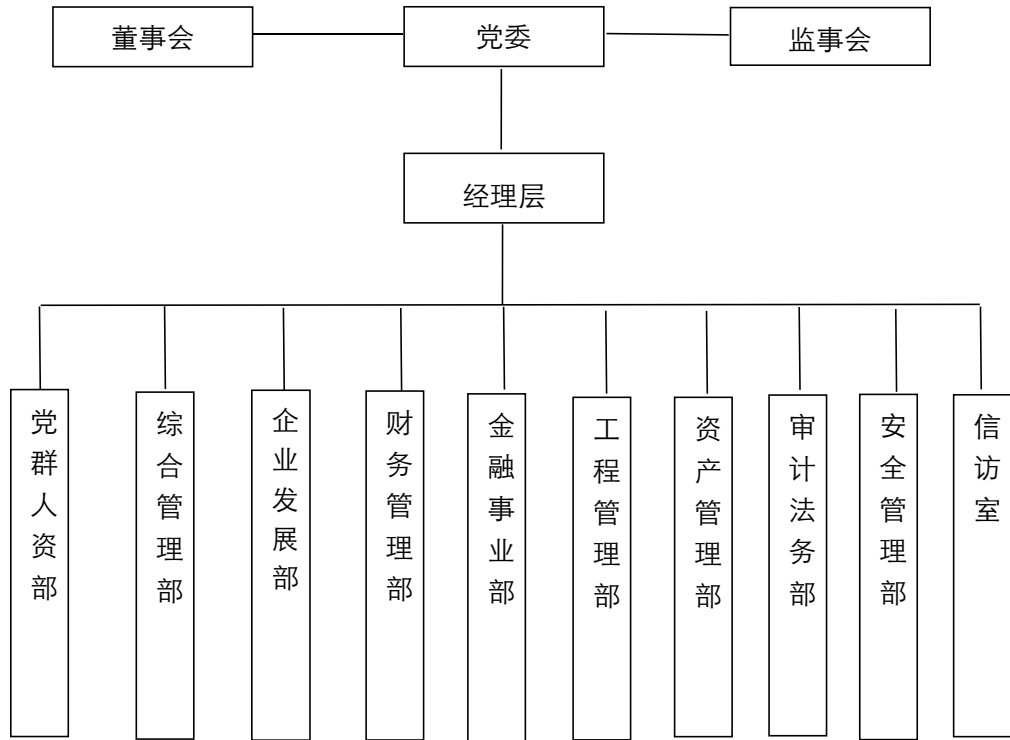 董事会
党委
监事会
经理层
党群人资部
综合管理部
企业发展部
财务管理部
金融事业部
工程管理部
资产管理部
审计法务部
安全管理部
信访室